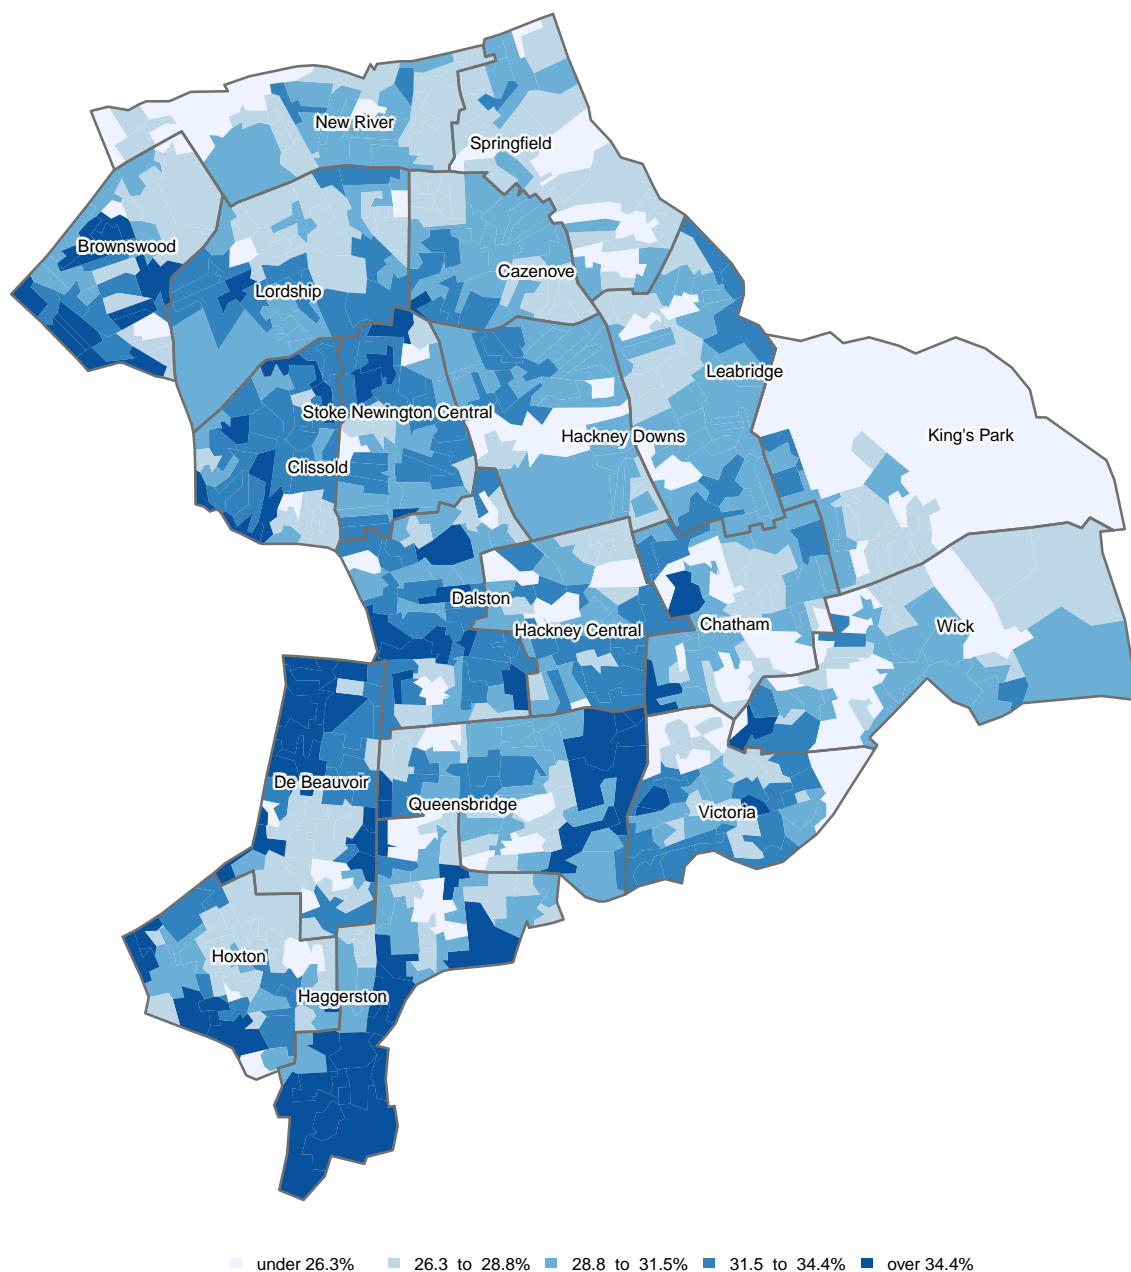 New River
Springfield
Brownswood
Cazenove
Lordship
Leabridge
Stoke Newington Central
Hackney Downs
King's Park
Clissold
Dalston
Hackney Central
Chatham
Wick
De Beauvoir
Queensbridge
Victoria
Hoxton
Haggerston
under 26.3% 26.3 to 28.8% 28.8 to 31.5% 31.5 to 34.4% over 34.4%